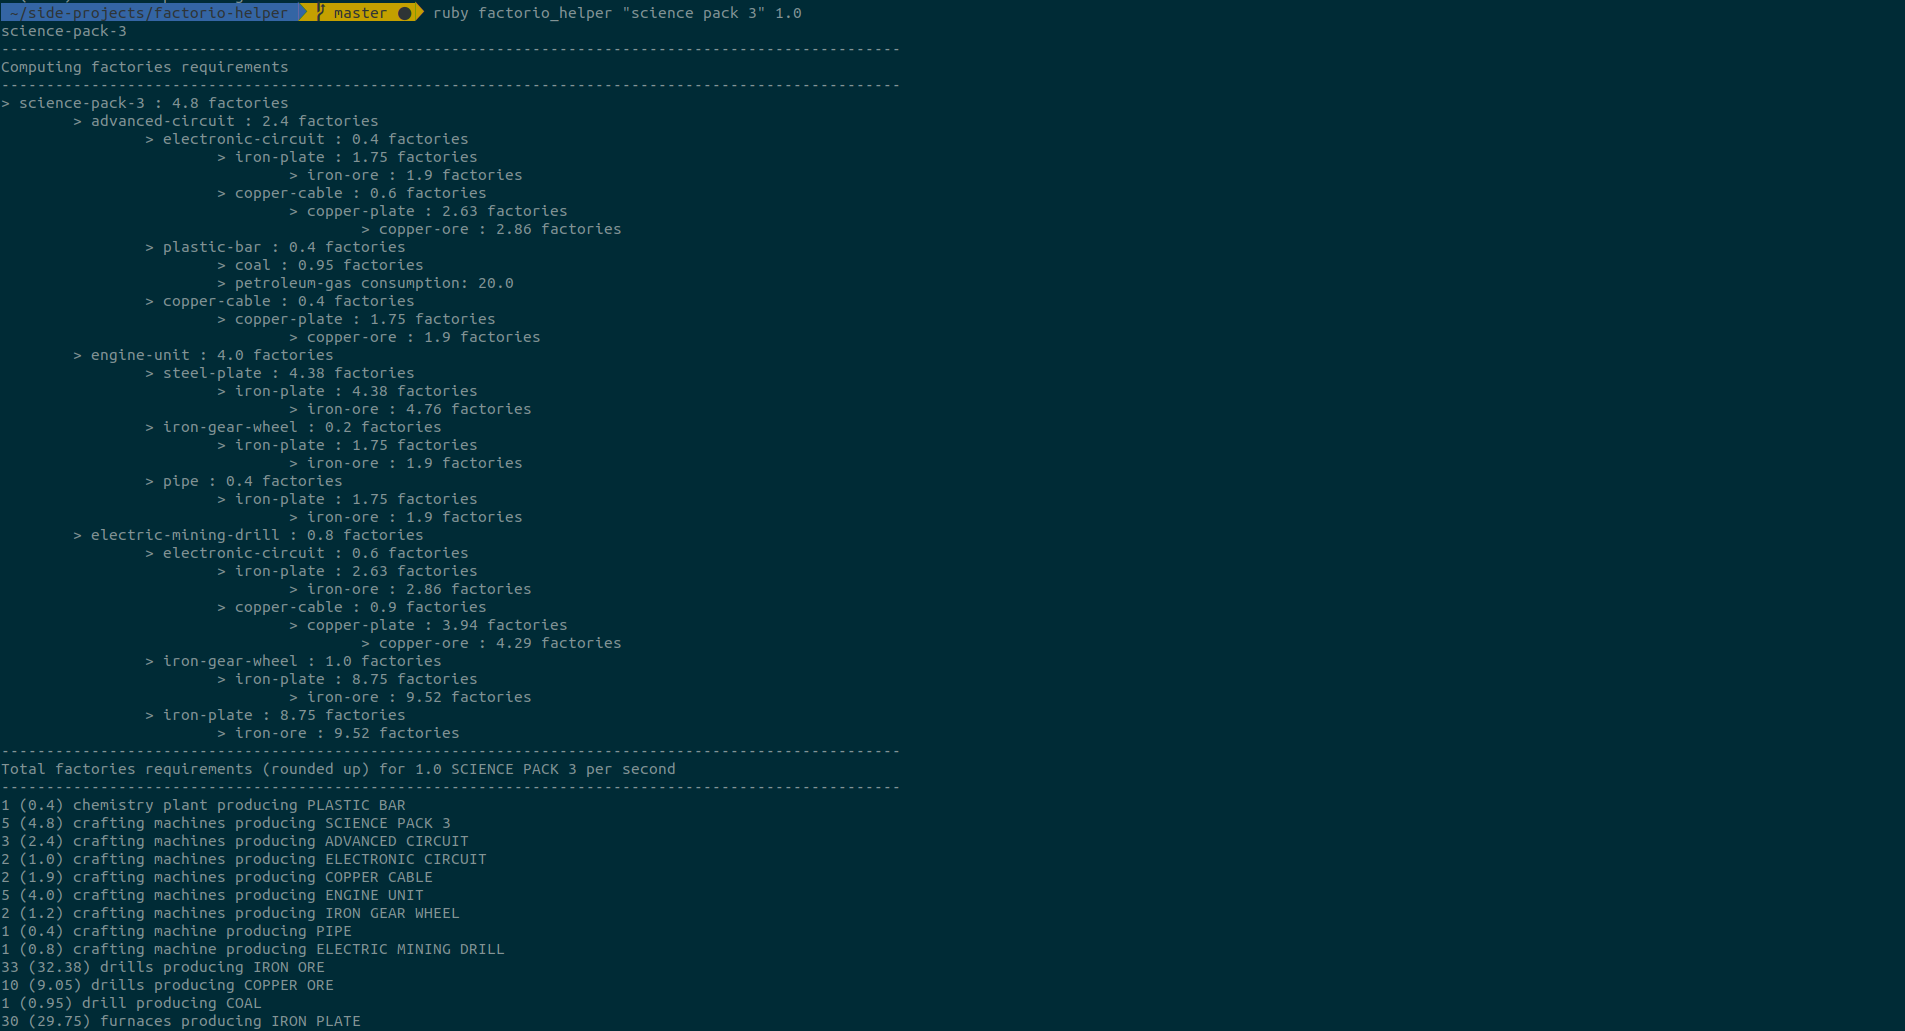 ~/side-projects/factorio-helper master ● ruby factorio_helper "science pack 3" 1.0
science-pack-3
----------------------------------------------------------------------------------------------------
Computing factories requirements
----------------------------------------------------------------------------------------------------
> science-pack-3 : 4.8 factories
        > advanced-circuit : 2.4 factories
                > electronic-circuit : 0.4 factories
                        > iron-plate : 1.75 factories
                                > iron-ore : 1.9 factories
                        > copper-cable : 0.6 factories
                                > copper-plate : 2.63 factories
                                        > copper-ore : 2.86 factories
                > plastic-bar : 0.4 factories
                        > coal : 0.95 factories
                        > petroleum-gas consumption: 20.0
                > copper-cable : 0.4 factories
                        > copper-plate : 1.75 factories
                                > copper-ore : 1.9 factories
        > engine-unit : 4.0 factories
                > steel-plate : 4.38 factories
                        > iron-plate : 4.38 factories
                                > iron-ore : 4.76 factories
                > iron-gear-wheel : 0.2 factories
                        > iron-plate : 1.75 factories
                                > iron-ore : 1.9 factories
                > pipe : 0.4 factories
                        > iron-plate : 1.75 factories
                                > iron-ore : 1.9 factories
        > electric-mining-drill : 0.8 factories
                > electronic-circuit : 0.6 factories
                        > iron-plate : 2.63 factories
                                > iron-ore : 2.86 factories
                        > copper-cable : 0.9 factories
                                > copper-plate : 3.94 factories
                                        > copper-ore : 4.29 factories
                > iron-gear-wheel : 1.0 factories
                        > iron-plate : 8.75 factories
                                > iron-ore : 9.52 factories
                > iron-plate : 8.75 factories
                        > iron-ore : 9.52 factories
----------------------------------------------------------------------------------------------------
Total factories requirements (rounded up) for 1.0 SCIENCE PACK 3 per second
----------------------------------------------------------------------------------------------------
1 (0.4) chemistry plant producing PLASTIC BAR
5 (4.8) crafting machines producing SCIENCE PACK 3
3 (2.4) crafting machines producing ADVANCED CIRCUIT
2 (1.0) crafting machines producing ELECTRONIC CIRCUIT
2 (1.9) crafting machines producing COPPER CABLE
5 (4.0) crafting machines producing ENGINE UNIT
2 (1.2) crafting machines producing IRON GEAR WHEEL
1 (0.4) crafting machine producing PIPE
1 (0.8) crafting machine producing ELECTRIC MINING DRILL
33 (32.38) drills producing IRON ORE
10 (9.05) drills producing COPPER ORE
1 (0.95) drill producing COAL
30 (29.75) furnaces producing IRON PLATE